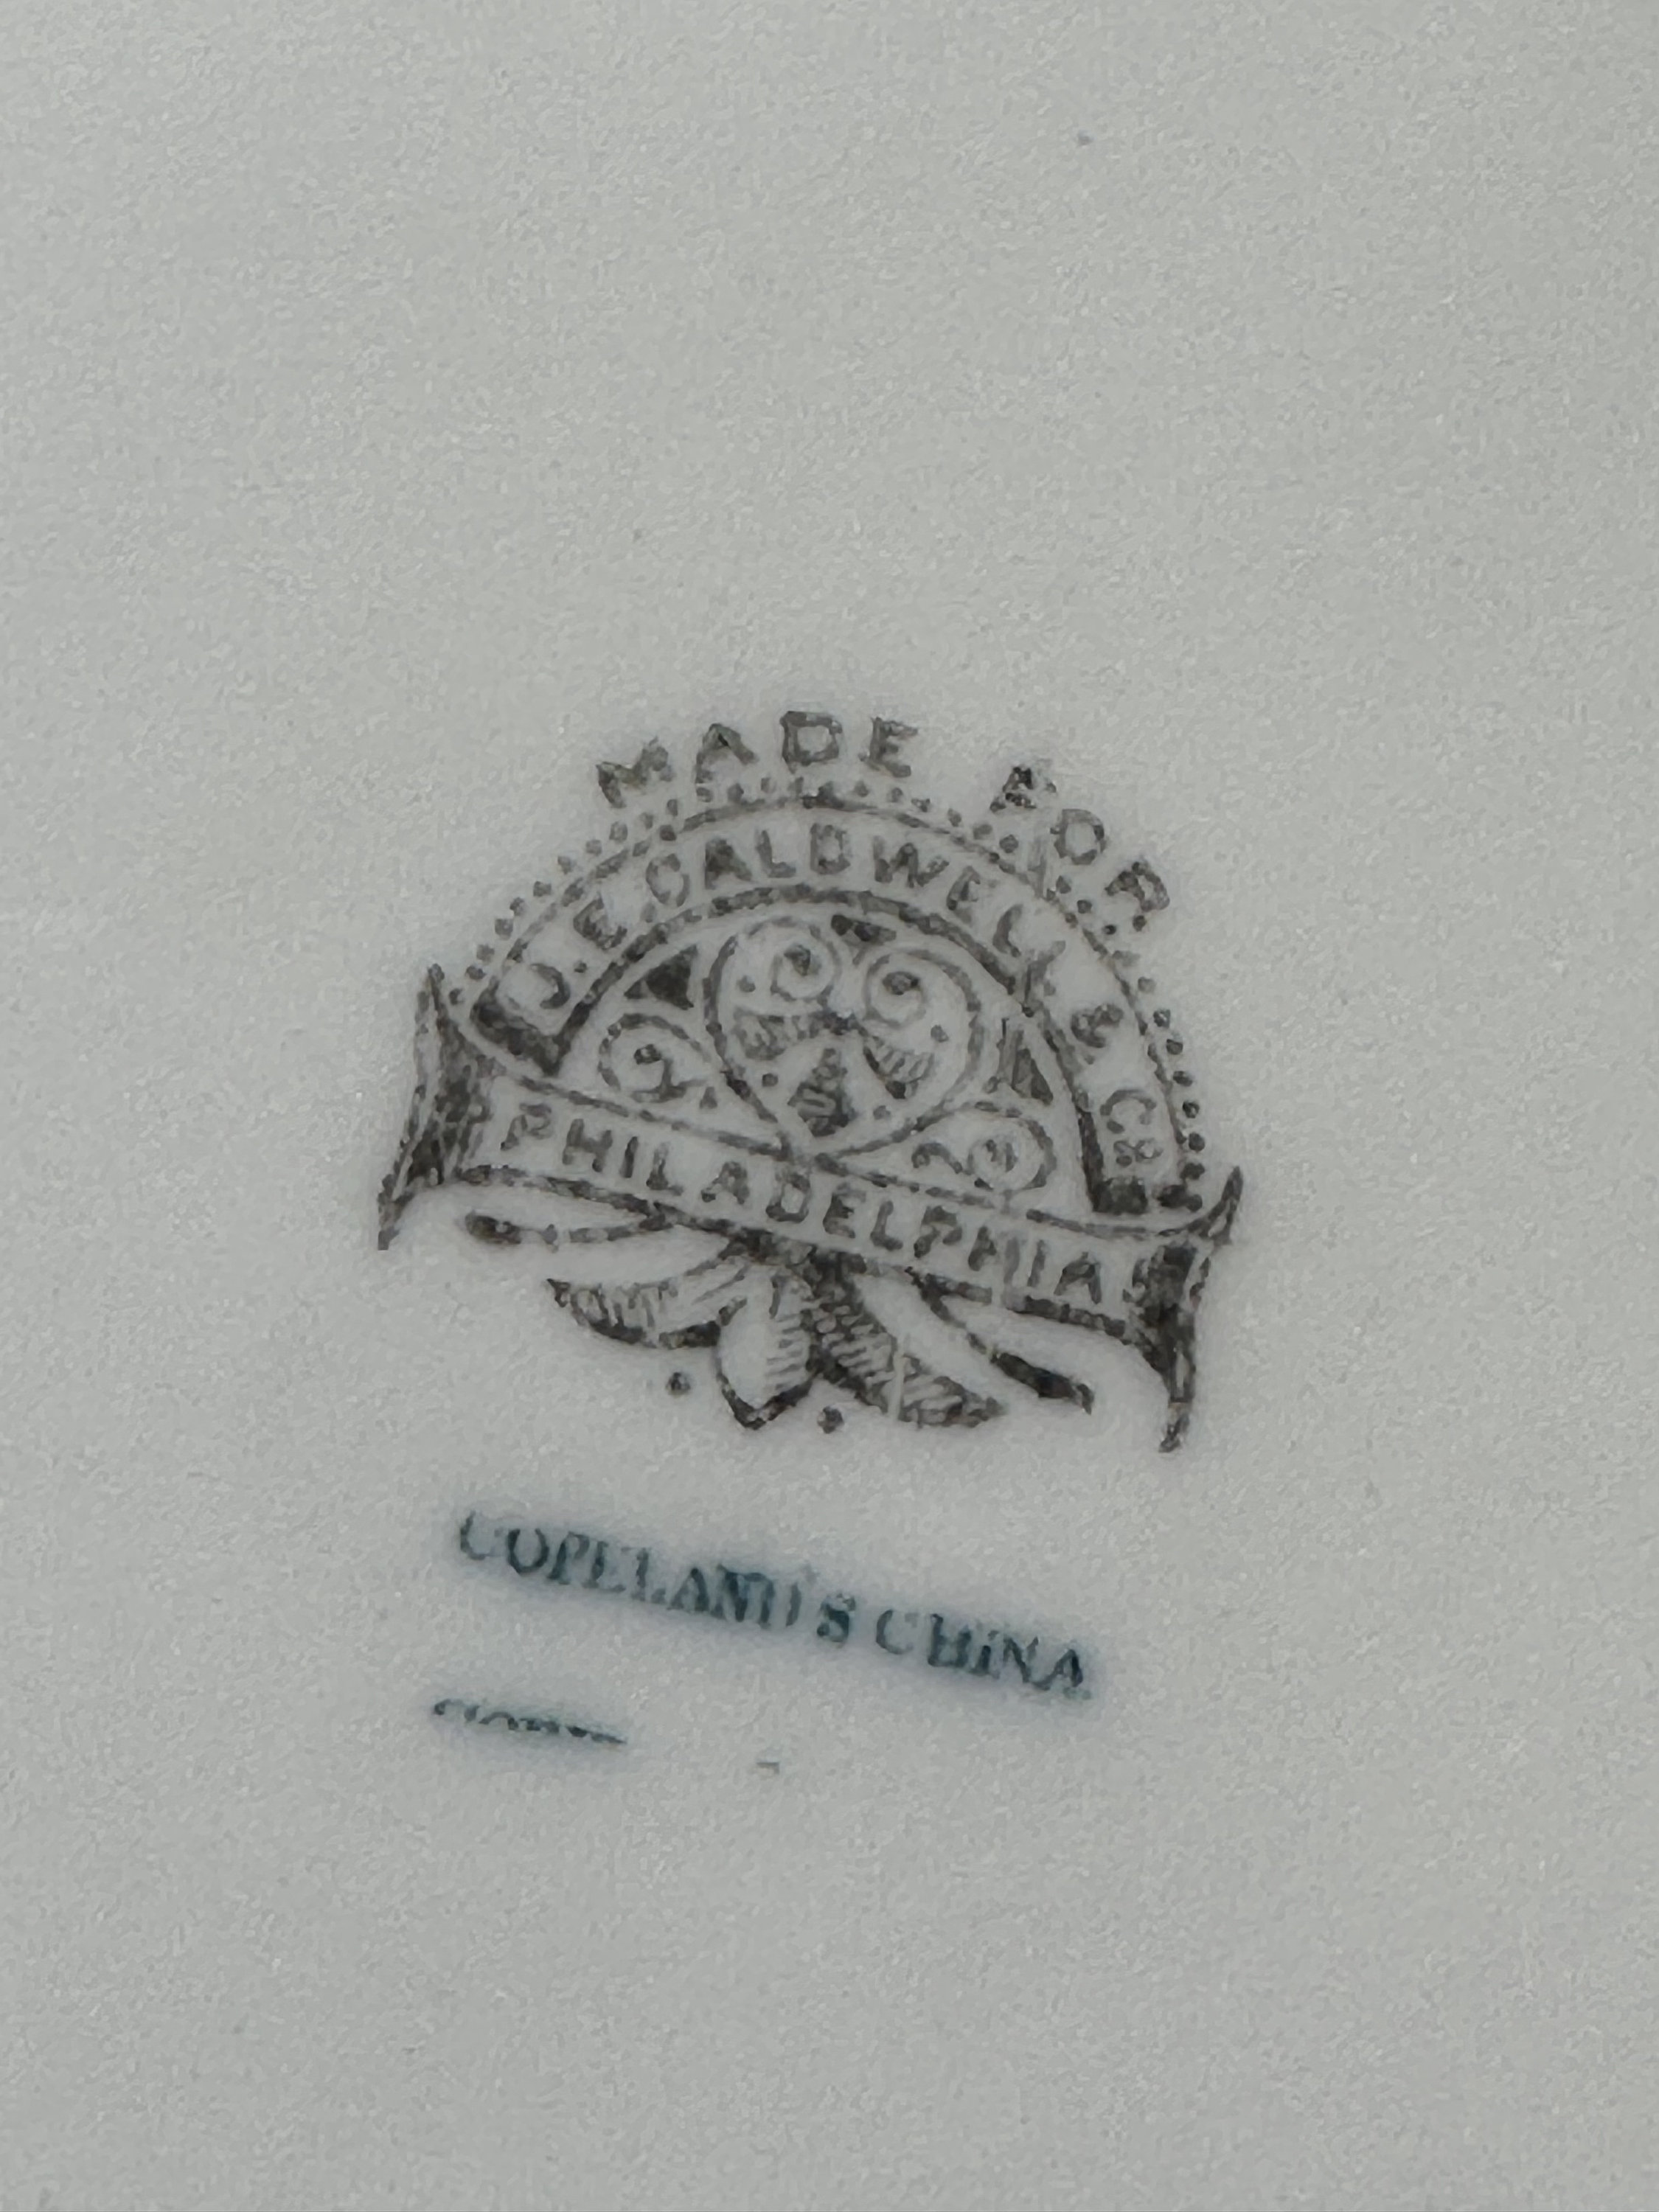 MADE FOR
J.E. CALDWELL & Co
PHILADELPHIA
COPELAND'S CHINA